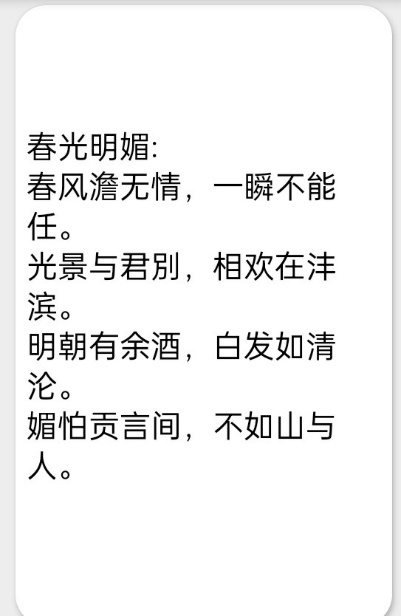 春光明媚:
春风澹无情，一瞬不能
任。
光景与君別，相欢在沣
滨。
明朝有余酒，白发如清
沦。
媚怕贡言间，不如山与
人。